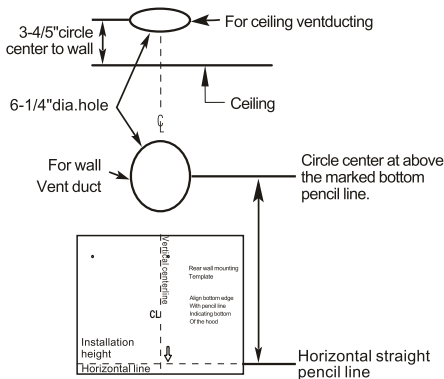 For ceiling ventducting
3-4/5"circle
center to wall
6-1/4"dia.hole
Ceiling
CL
For wall
Vent duct
Circle center at above
the marked bottom
pencil line.
Vertical centerline
Rear wall mounting
Template
Align bottom edge
With pencil line
Indicating bottom
Of the hood
CL
Installation
height
Horizontal line
Horizontal straight
pencil line